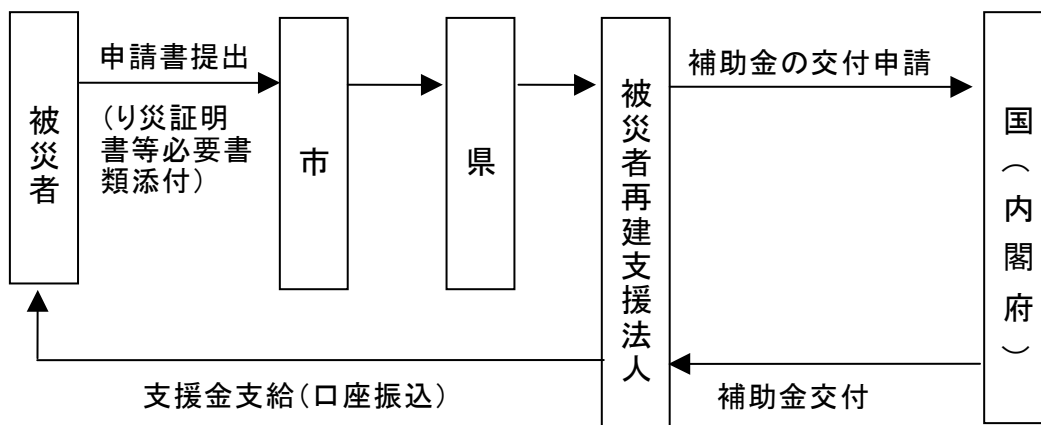 被災者
申請書提出
(り災証明
書等必要書
類添付)
市
県
被災者再建支援法人
補助金の交付申請
国(内閣府)
支援金支給(口座振込)
補助金交付